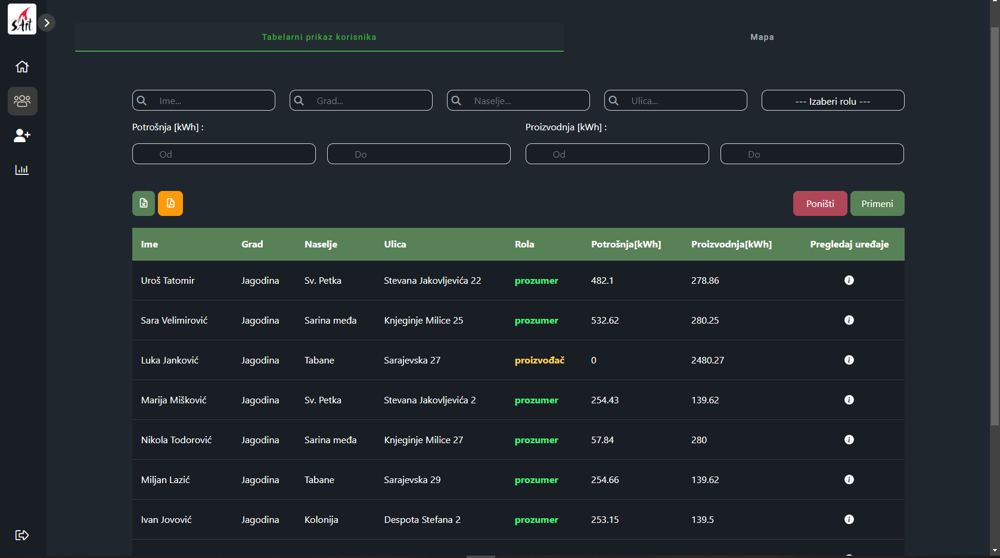 sArt
Tabelarni prikaz korisnika Mapa
Ime... Grad... Naselje... Ulica... --- Izaberi rolu ---
Potrošnja [kWh] : Proizvodnja [kWh] :
Od Do Od Do
Poništi Primeni
Ime Grad Naselje Ulica Rola Potrošnja[kWh] Proizvodnja[kWh] Pregledaj uređaje
Uroš Tatomir Jagodina Sv. Petka Stevana Jakovljevića 22 prozumer 482.1 278.86
Sara Velimirović Jagodina Sarina međa Knjeginje Milice 25 prozumer 532.62 280.25
Luka Janković Jagodina Tabane Sarajevska 27 proizvođač 0 2480.27
Marija Mišković Jagodina Sv. Petka Stevana Jakovljevića 2 prozumer 254.43 139.62
Nikola Todorović Jagodina Sarina međa Knjeginje Milice 27 prozumer 57.84 280
Miljan Lazić Jagodina Tabane Sarajevska 29 prozumer 254.66 139.62
Ivan Jovović Jagodina Kolonija Despota Stefana 2 prozumer 253.15 139.5